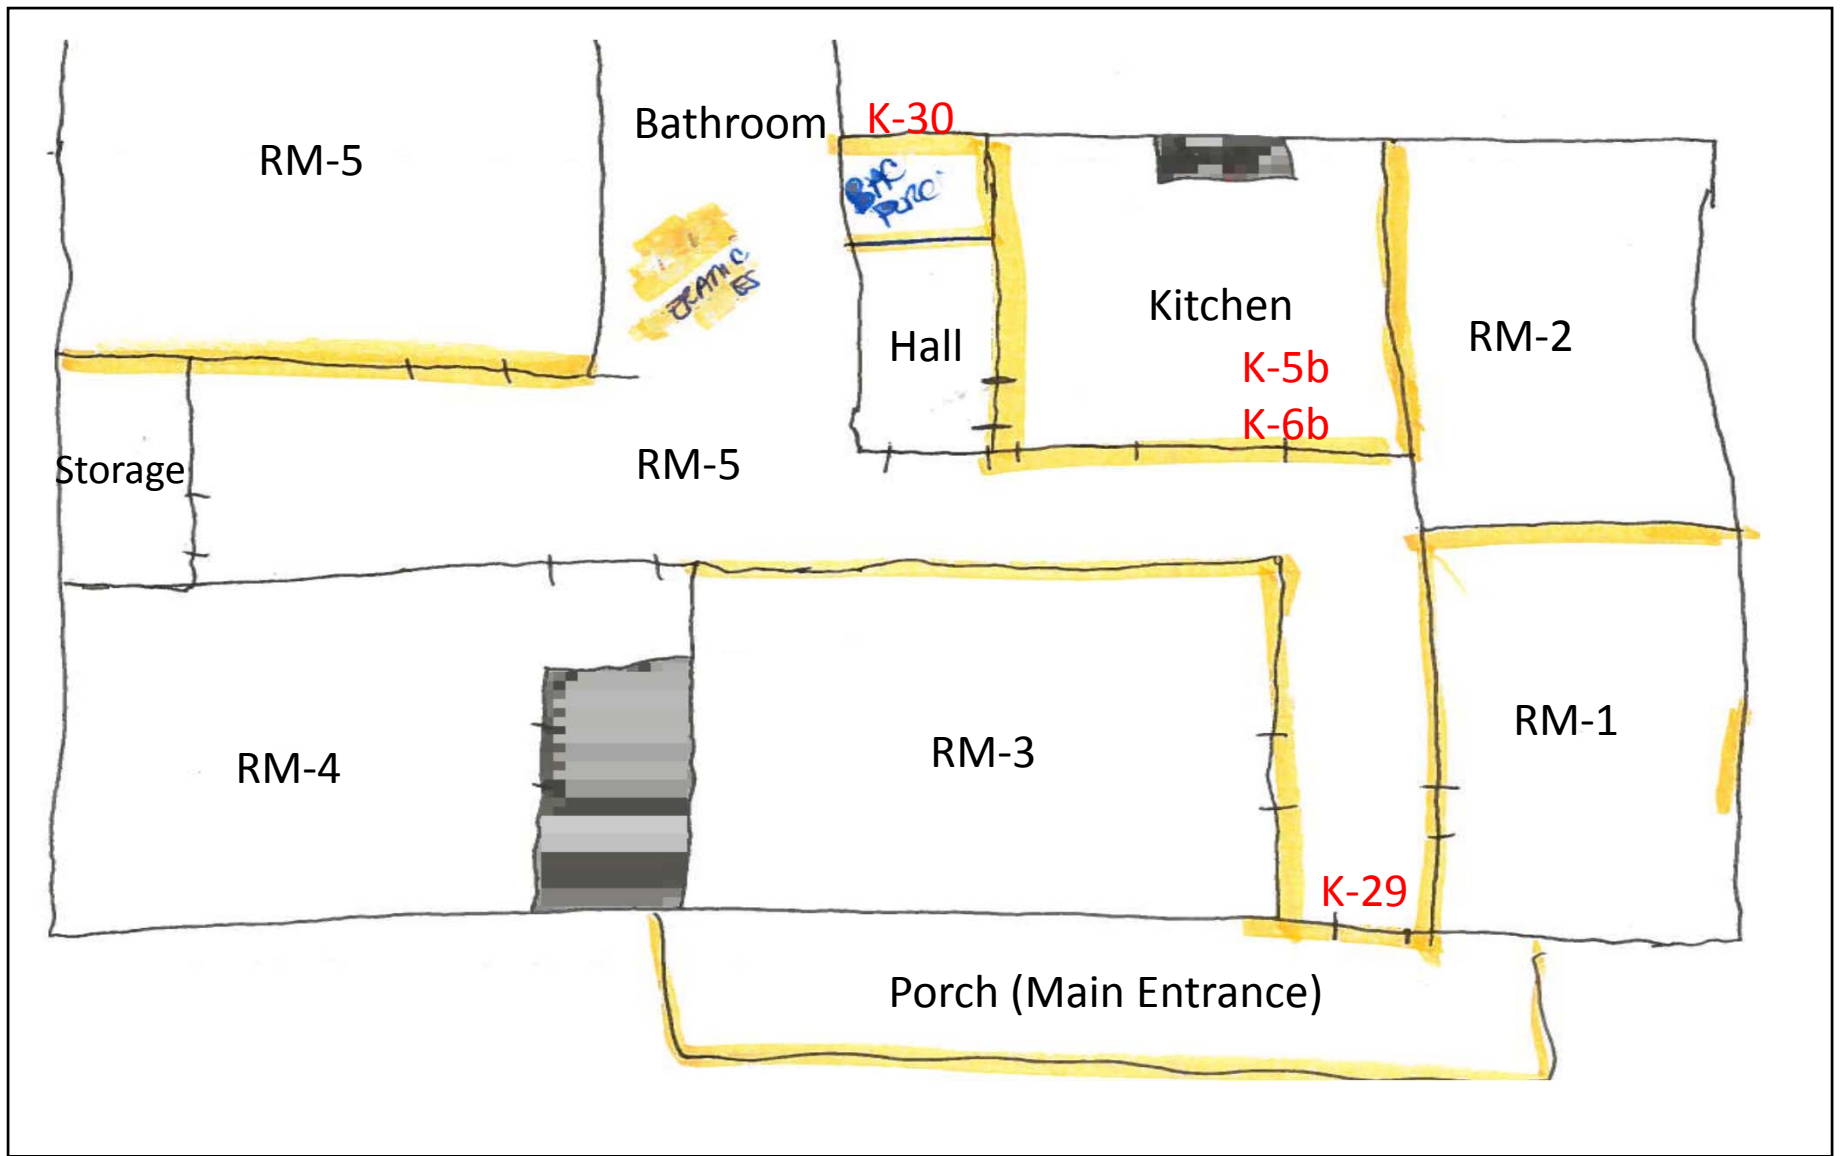 Bathroom
K-30
RM-5
Kitchen
Hall
RM-2
K-5b
K-6b
Storage
RM-5
RM-1
RM-3
RM-4
K-29
Porch (Main Entrance)